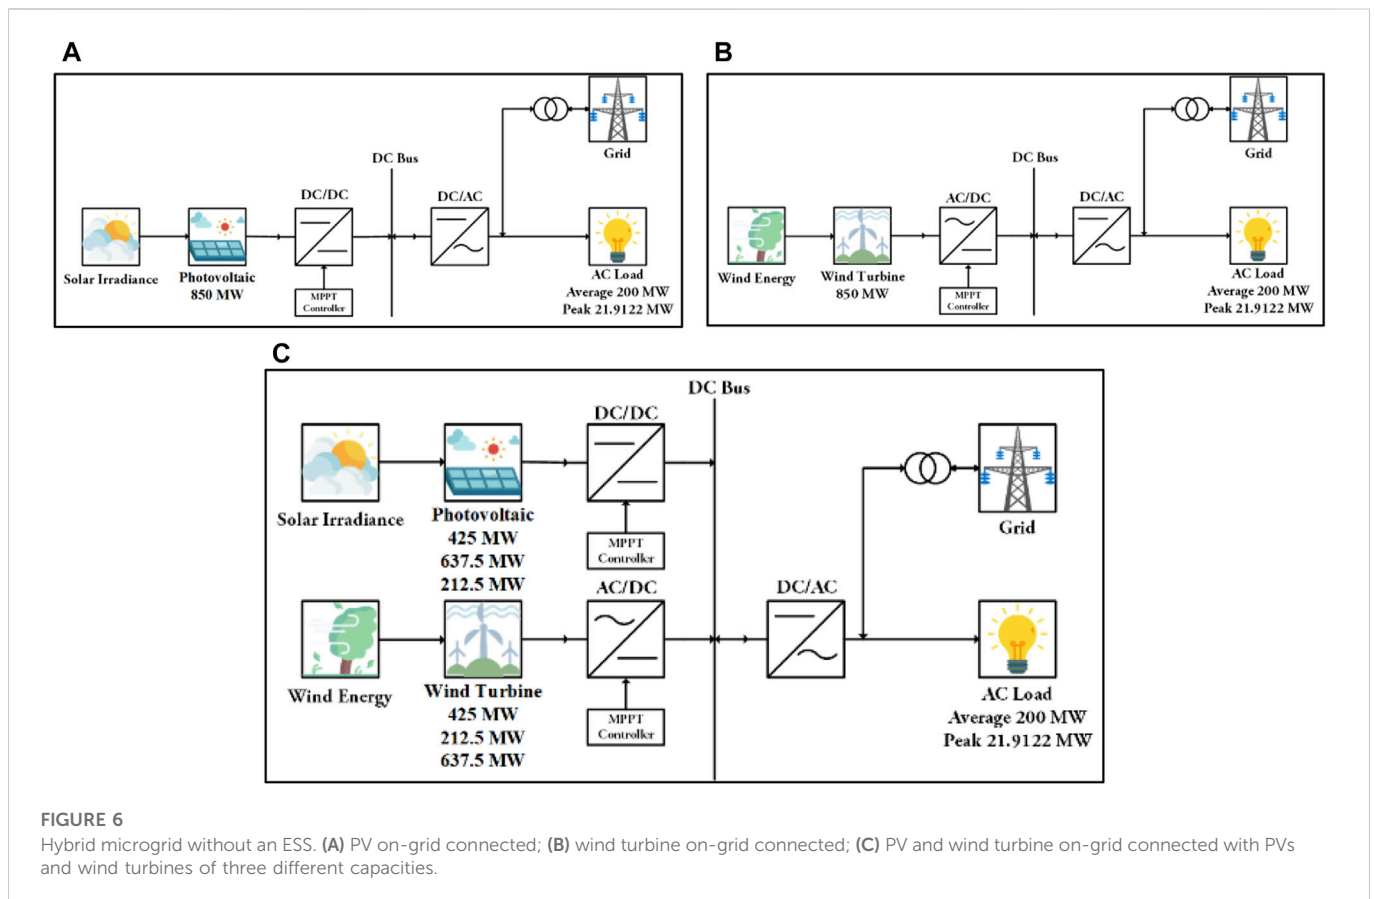 A
Grid
DC Bus
DC/DC
DC/AC
Solar Irradiance
Photovoltaic
850 MW
MPPT
Controller
AC Load
Average 200 MW
Peak 21.9122 MW
B
Grid
DC Bus
AC/DC
DC/AC
Wind Energy
Wind Turbine
850 MW
MPPT
Controller
AC Load
Average 200 MW
Peak 21.9122 MW
C
DC Bus
DC/DC
Solar Irradiance
Photovoltaic
425 MW
637.5 MW
212.5 MW
MPPT
Controller
Grid
AC/DC
DC/AC
Wind Energy
Wind Turbine
425 MW
212.5 MW
637.5 MW
MPPT
Controller
AC Load
Average 200 MW
Peak 21.9122 MW
FIGURE 6
Hybrid microgrid without an ESS. (A) PV on-grid connected; (B) wind turbine on-grid connected; (C) PV and wind turbine on-grid connected with PVs
and wind turbines of three different capacities.